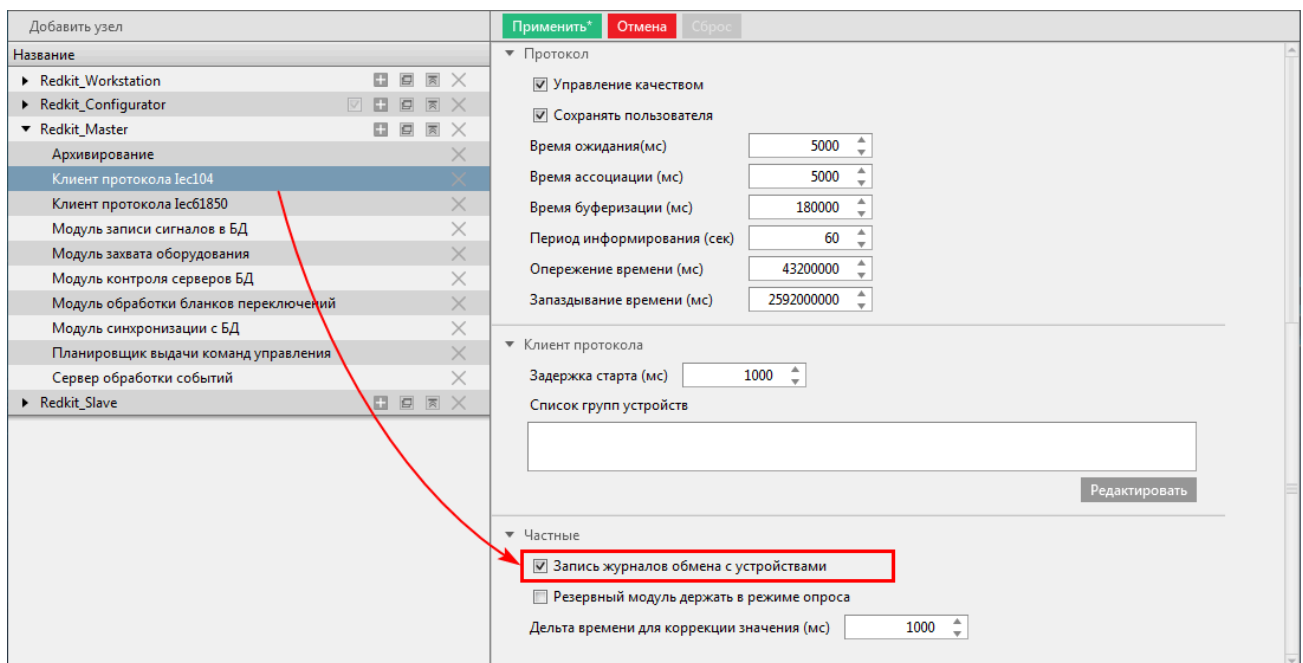 Добавить узел
Название
Redkit_Workstation
Redkit_Configurator
Redkit_Master
Архивирование
Клиент протокола Iec104
Клиент протокола Iec61850
Модуль записи сигналов в БД
Модуль захвата оборудования
Модуль контроля серверов БД
Модуль обработки бланков переключений
Модуль синхронизации с БД
Планировщик выдачи команд управления
Сервер обработки событий
Redkit_Slave
Применить* Отмена Сброс
Протокол
Управление качеством
Сохранять пользователя
Время ожидания(мс) 5000
Время ассоциации (мс) 5000
Время буферизации (мс) 180000
Период информирования (сек) 60
Опережение времени (мс) 43200000
Запаздывание времени (мс) 2592000000
Клиент протокола
Задержка старта (мс) 1000
Список групп устройств
Редактировать
Частные
Запись журналов обмена с устройствами
Резервный модуль держать в режиме опроса
Дельта времени для коррекции значения (мс) 1000